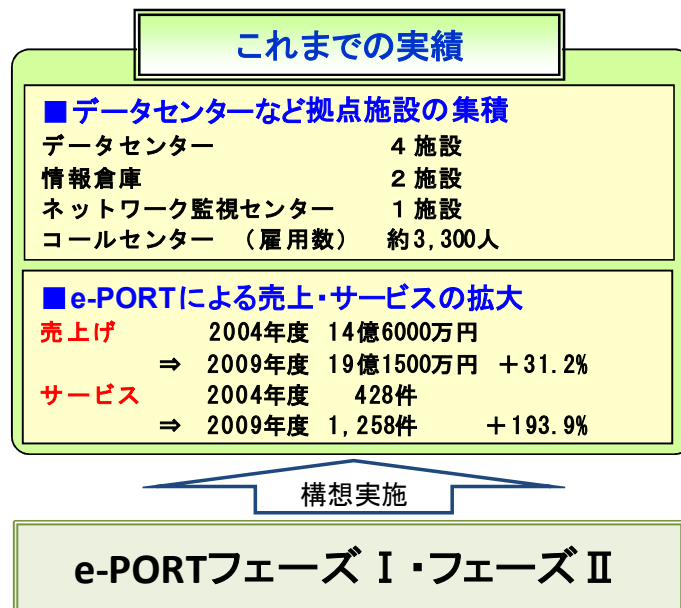 これまでの実績
■データセンターなど拠点施設の集積
データセンター ４施設
情報倉庫 ２施設
ネットワーク監視センター １施設
コールセンター （雇用数） 約3,300人
■e-PORTによる売上・サービスの拡大
売上げ 2004年度 14億6000万円
⇒ 2009年度 19億1500万円 ＋31.2%
サービス 2004年度 428件
⇒ 2009年度 1,258件 ＋193.9%
構想実施
e-PORTフェーズⅠ・フェーズⅡ